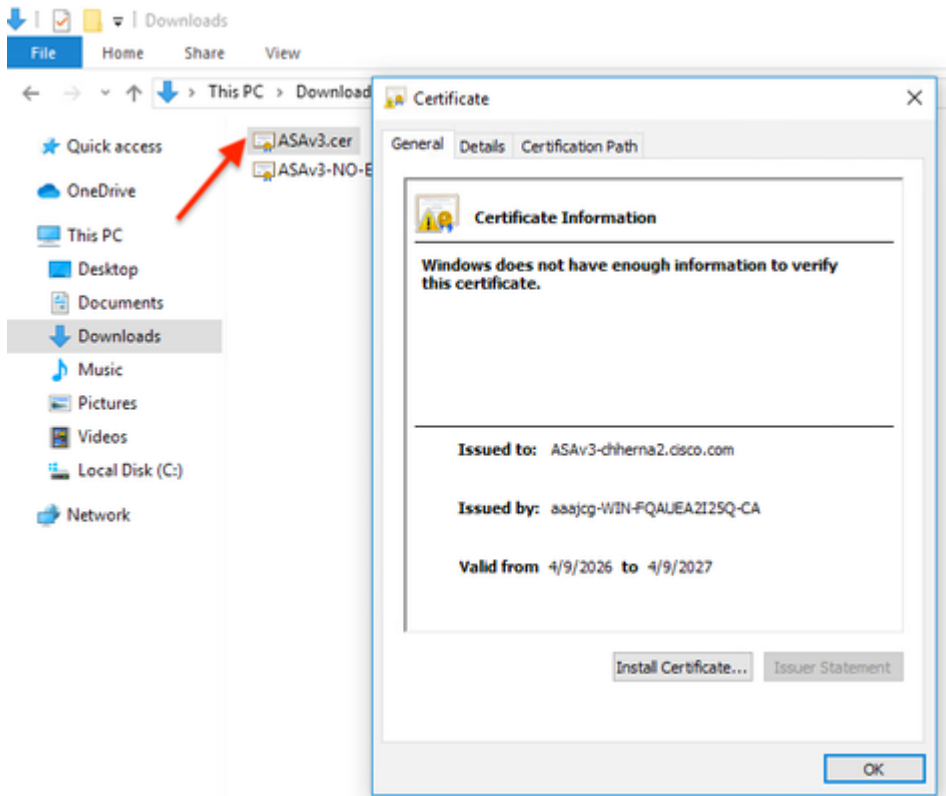 Downloads
File Home Share View
This PC > Download
Quick access
OneDrive
This PC
Desktop
Documents
Downloads
Music
Pictures
Videos
Local Disk (C:)
Network
ASAv3.cer
ASAv3-NO-E
Certificate
General Details Certification Path
Certificate Information
Windows does not have enough information to verify
this certificate.
Issued to: ASAv3-chherna2.cisco.com
Issued by: aaajcg-WIN-FQAUEA2I2SQ-CA
Valid from 4/9/2026 to 4/9/2027
Install Certificate... Issuer Statement
OK